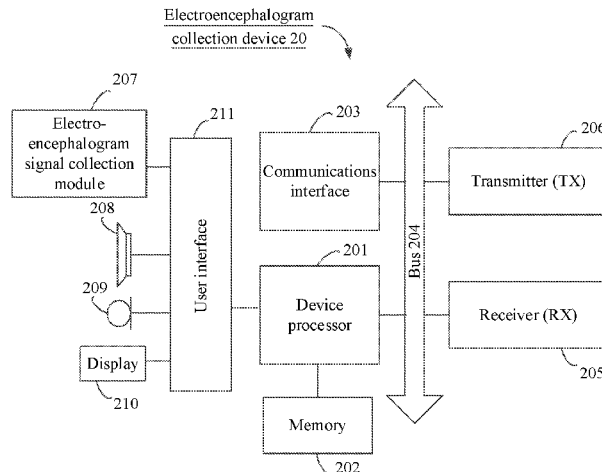 Electroencephalogram
collection device 20
207
211
203
206
Electro-
encephalogram
signal collection
module
Communications
interface
Transmitter (TX)
208
User interface
201
Bus 204
209
Device
processor
Receiver (RX)
Display
210
205
Memory
202